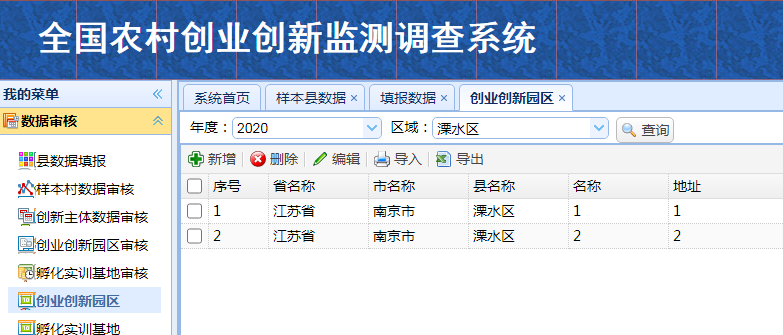 全国农村创业创新监测调查系统
我的菜单
数据审核
县数据填报
样本村数据审核
创新主体数据审核
创业创新园区审核
孵化实训基地审核
创业创新园区
孵化实训基地
系统首页 样本县数据 填报数据 创业创新园区
年度: 2020 区域: 溧水区 查询
新增 删除 编辑 导入 导出
序号 省名称 市名称 县名称 名称 地址
1 江苏省 南京市 溧水区 1 1
2 江苏省 南京市 溧水区 2 2